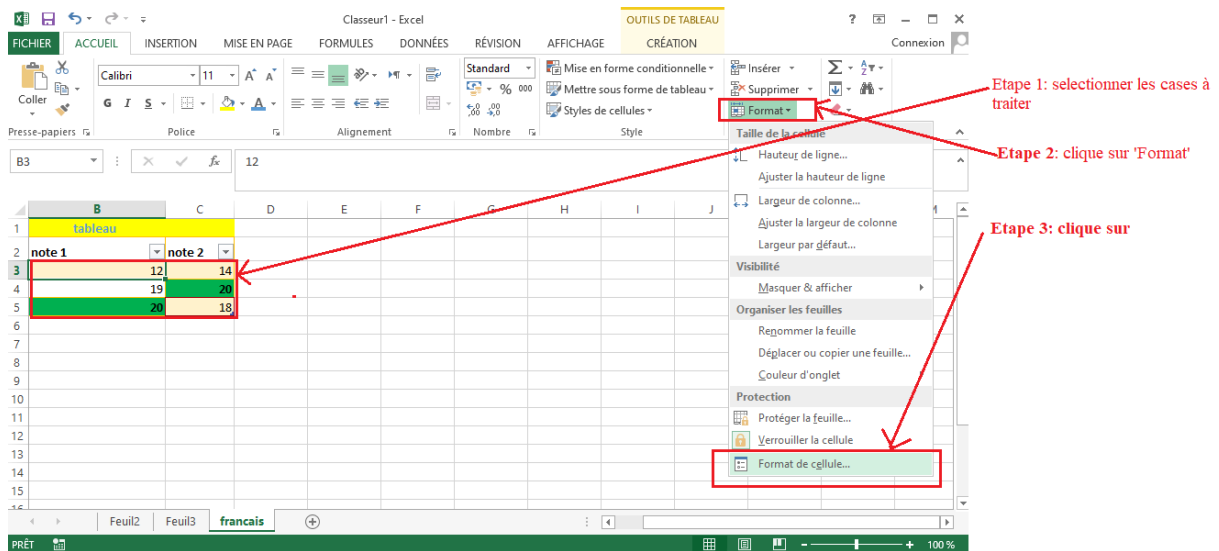 Classeur1 - Excel
OUTILS DE TABLEAU
?
FICHIER ACCUEIL INSERTION MISE EN PAGE FORMULES DONNÉES RÉVISION AFFICHAGE CRÉATION Connexion
Coller
Calibri 11
G I S
Standard
% 000
Mise en forme conditionnelle
Mettre sous forme de tableau
Styles de cellules
Insérer
Supprimer
Format
Presse-papiers Police Alignement Nombre Style
B3 fx 12
Taille de la cellule
Hauteur de ligne...
Ajuster la hauteur de ligne
Largeur de colonne...
Ajuster la largeur de colonne
Largeur par défaut...
Visibilité
Masquer & afficher
Organiser les feuilles
Renommer la feuille
Déplacer ou copier une feuille...
Couleur d'onglet
Protection
Protéger la feuille...
Verrouiller la cellule
Format de cellule...
Etape 1: selectionner les cases à
traiter
Etape 2: clique sur 'Format'
Etape 3: clique sur
B C D E F G H I J
1 tableau
2 note 1 note 2
3 12 14
4 19 20
5 20 18
6
7
8
9
10
11
12
13
14
15
Feuil2 Feuil3 francais
PRÊT 100 %